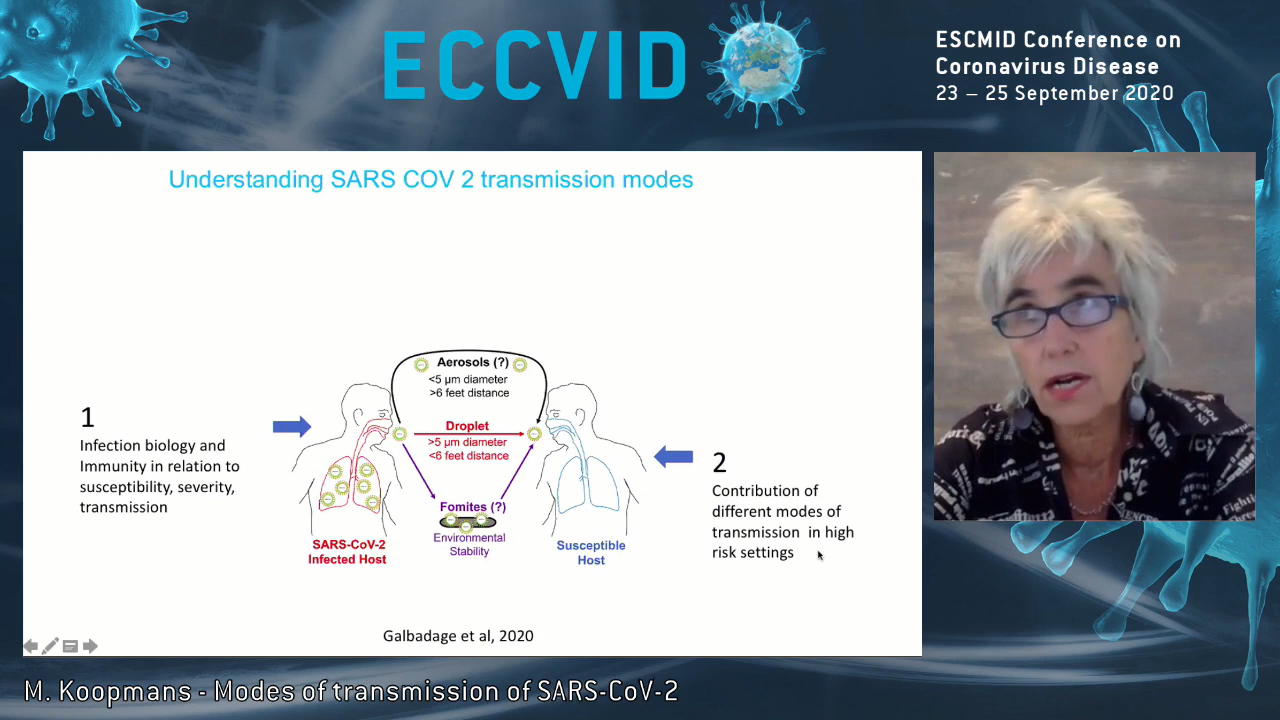 ECCVID
ESCMID Conference on
Coronavirus Disease
23 – 25 September 2020
Understanding SARS COV 2 transmission modes
Aerosols (?)
<5 µm diameter
>6 feet distance
Droplet
>5 µm diameter
<6 feet distance
Fomites (?)
Environmental
Stability
SARS-CoV-2
Infected Host
Susceptible
Host
1
Infection biology and
Immunity in relation to
susceptibility, severity,
transmission
2
Contribution of
different modes of
transmission in high
risk settings
Galbadage et al, 2020
M. Koopmans - Modes of transmission of SARS-CoV-2